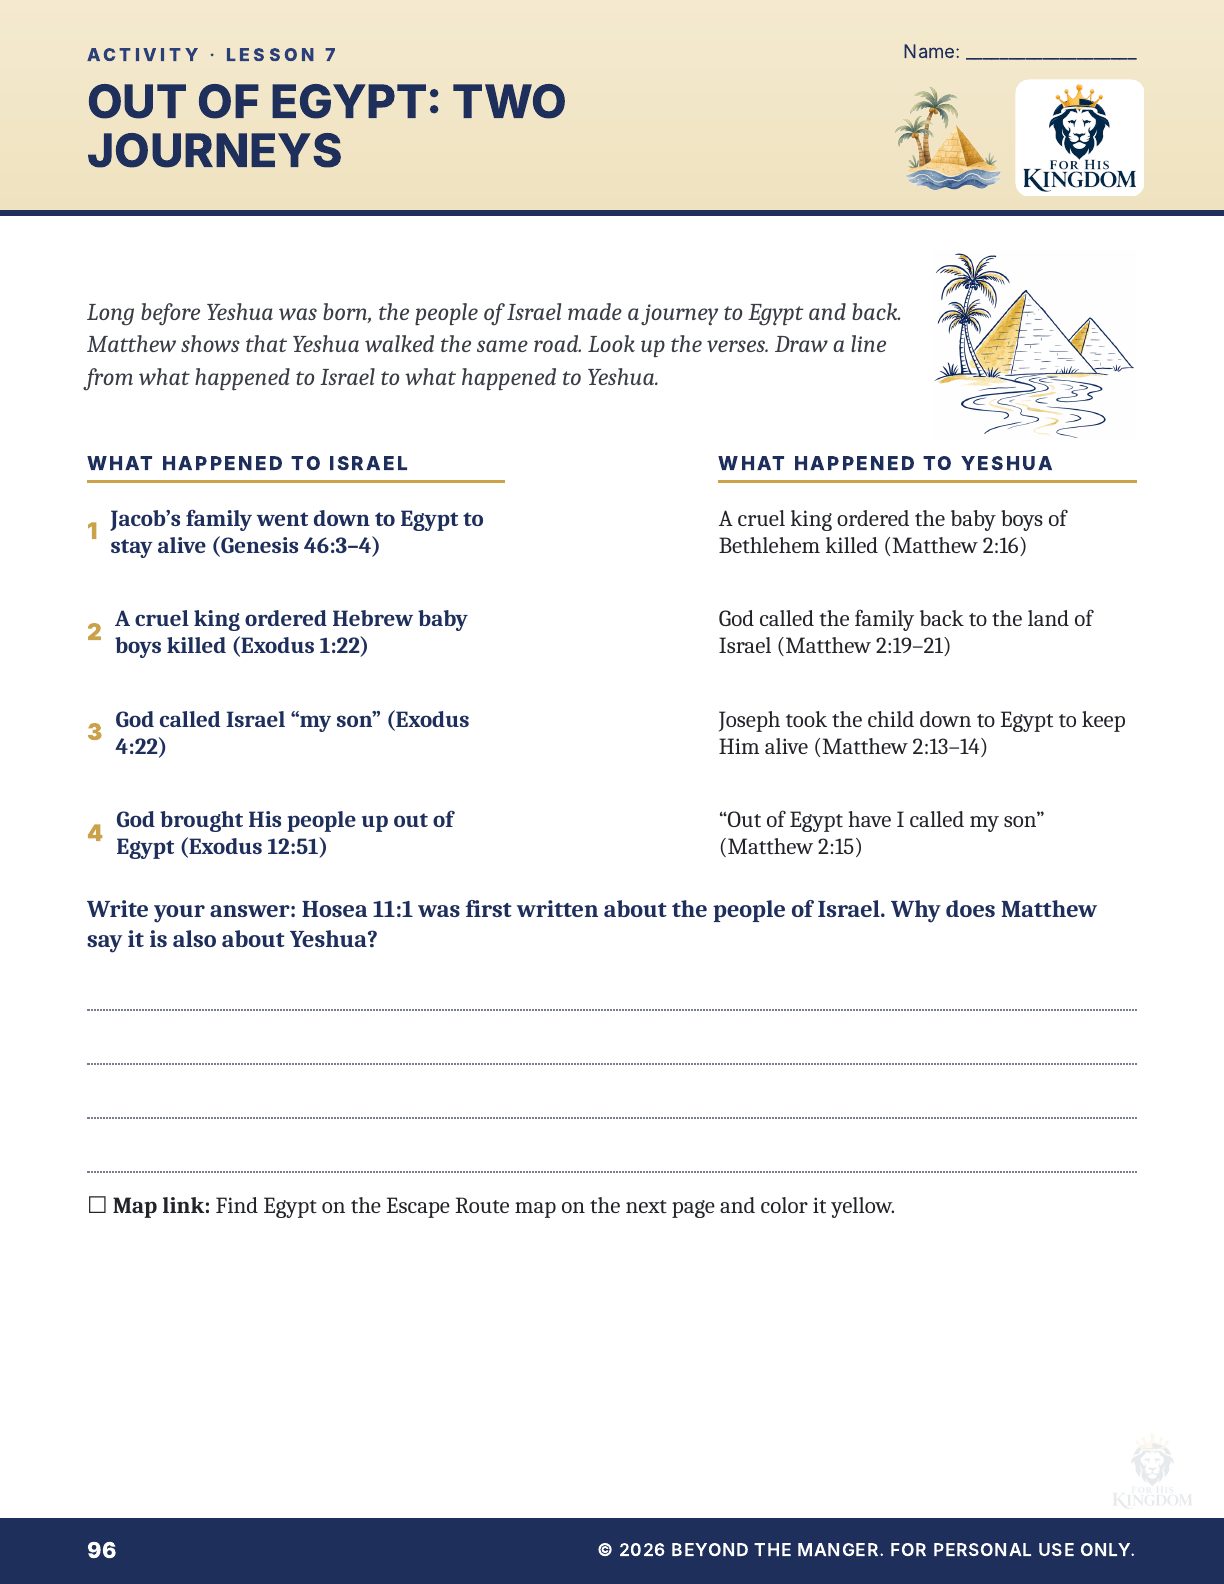 ACTIVITY · LESSON 7
Name: ___________________
OUT OF EGYPT: TWO
JOURNEYS
FOR HIS
KINGDOM
Long before Yeshua was born, the people of Israel made a journey to Egypt and back.
Matthew shows that Yeshua walked the same road. Look up the verses. Draw a line
from what happened to Israel to what happened to Yeshua.
WHAT HAPPENED TO ISRAEL
1 Jacob’s family went down to Egypt to
stay alive (Genesis 46:3–4)
2 A cruel king ordered Hebrew baby
boys killed (Exodus 1:22)
3 God called Israel “my son” (Exodus
4:22)
4 God brought His people up out of
Egypt (Exodus 12:51)
WHAT HAPPENED TO YESHUA
A cruel king ordered the baby boys of
Bethlehem killed (Matthew 2:16)
God called the family back to the land of
Israel (Matthew 2:19–21)
Joseph took the child down to Egypt to keep
Him alive (Matthew 2:13–14)
“Out of Egypt have I called my son”
(Matthew 2:15)
Write your answer: Hosea 11:1 was first written about the people of Israel. Why does Matthew
say it is also about Yeshua?
☐ Map link: Find Egypt on the Escape Route map on the next page and color it yellow.
FOR HIS
KINGDOM
96
© 2026 BEYOND THE MANGER. FOR PERSONAL USE ONLY.